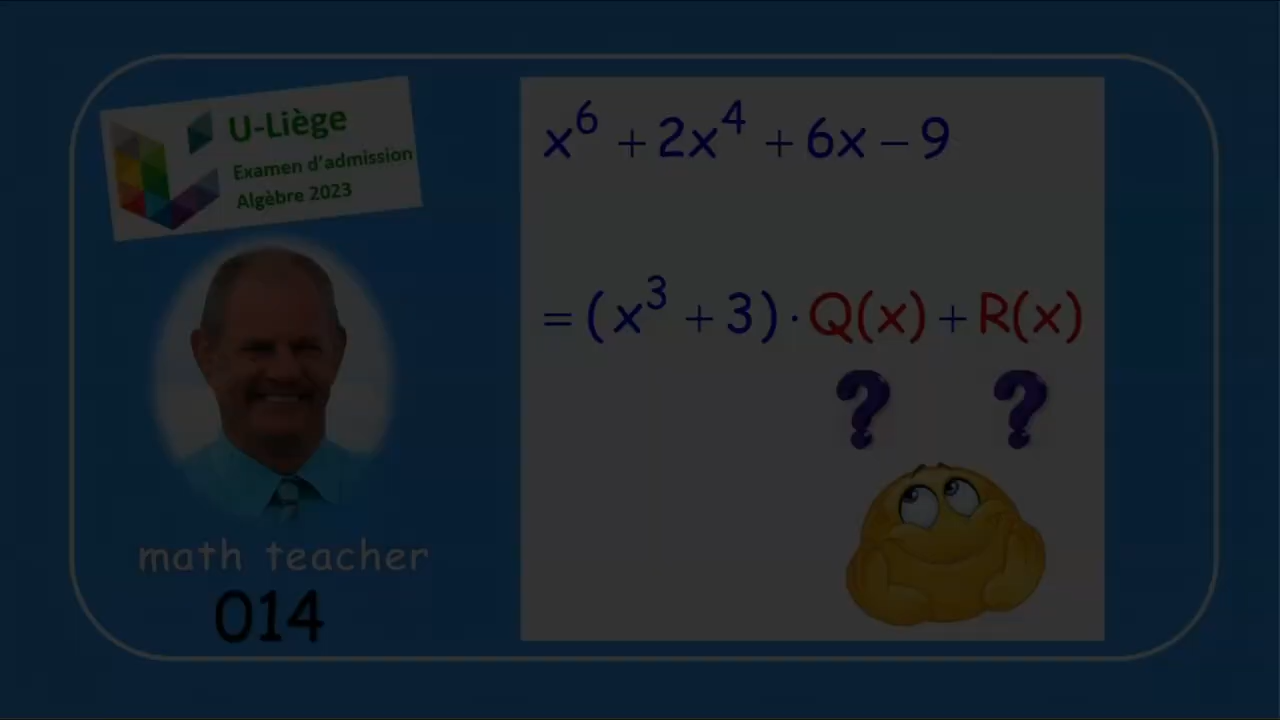 U-Liège
Examen d'admission
Algèbre 2023
math teacher
014
x⁶ + 2x⁴ + 6x − 9
= (x³ + 3) · Q(x) + R(x)
? ?